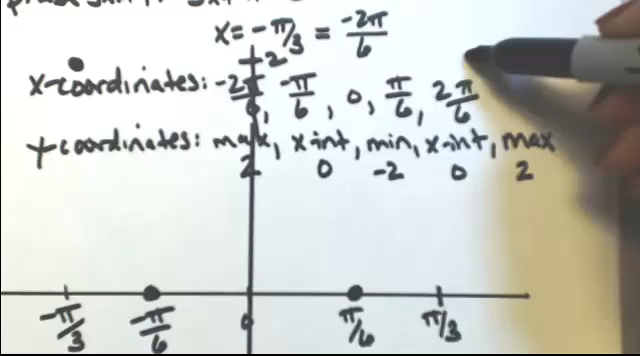 x = -π/3 = -2π/6
2
x-coordinates: -2π/6, -π/6, 0, π/6, 2π/6
y-coordinates: max, x-int, min, x-int, max
2 0 -2 0 2
-π/3 -π/6 0 π/6 π/3